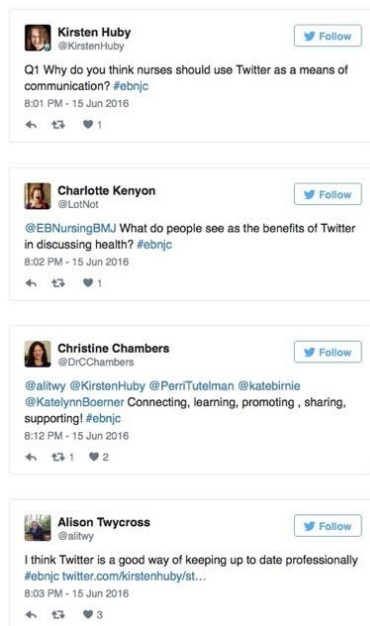 Kirsten Huby
@KirstenHuby
Follow
Q1 Why do you think nurses should use Twitter as a means of
communication? #ebnjc
8:01 PM - 15 Jun 2016
1
Charlotte Kenyon
@LotNot
Follow
@EBNursingBMJ What do people see as the benefits of Twitter
in discussing health? #ebnjc
8:02 PM - 15 Jun 2016
1
Christine Chambers
@DrCChambers
Follow
@alitwy @KirstenHuby @PerriTutelman @katebirnie
@KatelynnBoerner Connecting, learning, promoting , sharing,
supporting! #ebnjc
8:12 PM - 15 Jun 2016
1 2
Alison Twycross
@alitwy
Follow
I think Twitter is a good way of keeping up to date professionally
#ebnjc twitter.com/kirstenhuby/st…
8:03 PM - 15 Jun 2016
3